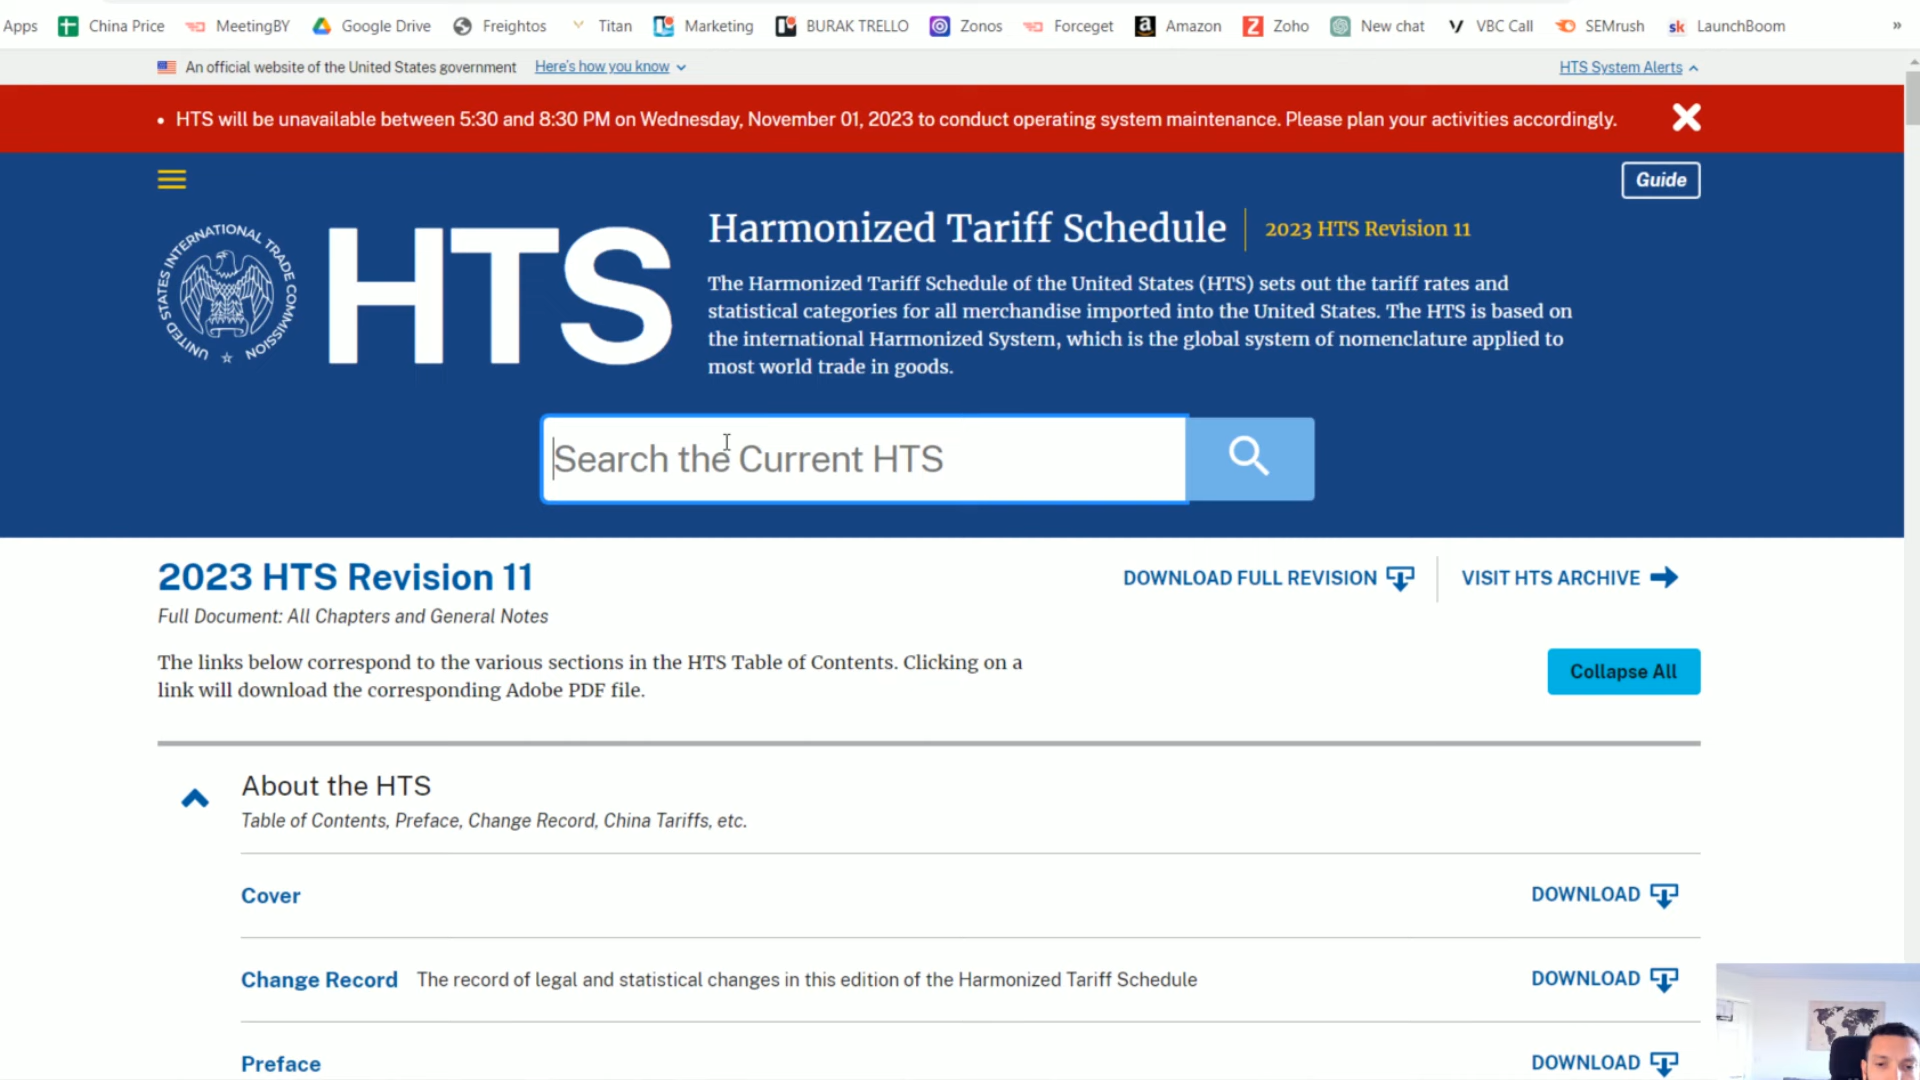 Apps China Price MeetingBY Google Drive Freightos Titan Marketing BURAK TRELLO Zonos Forceget Amazon Zoho New chat VBC Call SEMrush LaunchBoom »
An official website of the United States government Here's how you know HTS System Alerts
• HTS will be unavailable between 5:30 and 8:30 PM on Wednesday, November 01, 2023 to conduct operating system maintenance. Please plan your activities accordingly.
Guide
UNITED STATES INTERNATIONAL TRADE COMMISSION
HTS
Harmonized Tariff Schedule 2023 HTS Revision 11
The Harmonized Tariff Schedule of the United States (HTS) sets out the tariff rates and
statistical categories for all merchandise imported into the United States. The HTS is based on
the international Harmonized System, which is the global system of nomenclature applied to
most world trade in goods.
Search the Current HTS
2023 HTS Revision 11 DOWNLOAD FULL REVISION VISIT HTS ARCHIVE
Full Document: All Chapters and General Notes
The links below correspond to the various sections in the HTS Table of Contents. Clicking on a
link will download the corresponding Adobe PDF file.
Collapse All
About the HTS
Table of Contents, Preface, Change Record, China Tariffs, etc.
Cover DOWNLOAD
Change Record The record of legal and statistical changes in this edition of the Harmonized Tariff Schedule DOWNLOAD
Preface DOWNLOAD